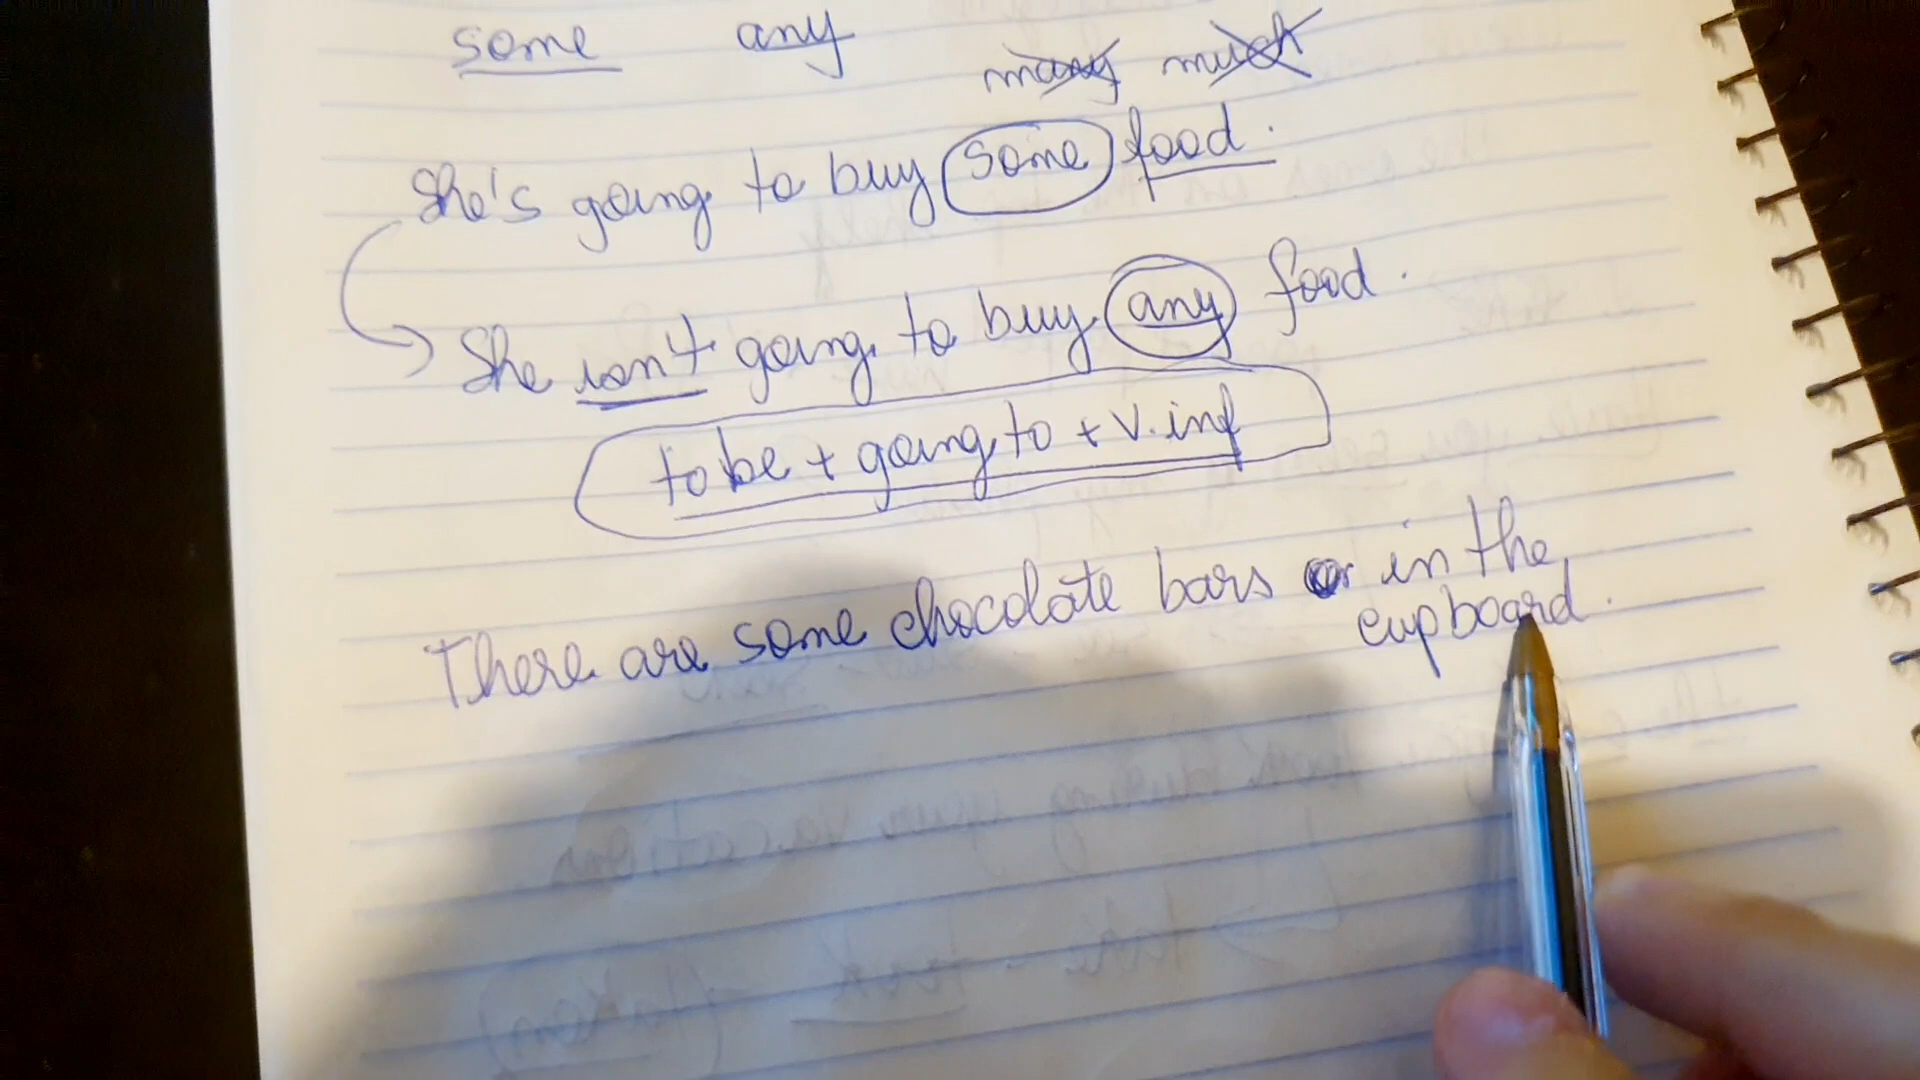 some any many much
She's going to buy some food.
She isn't going to buy any food.
to be + going to + v. inf
There are some chocolate bars or in the
cupboard.